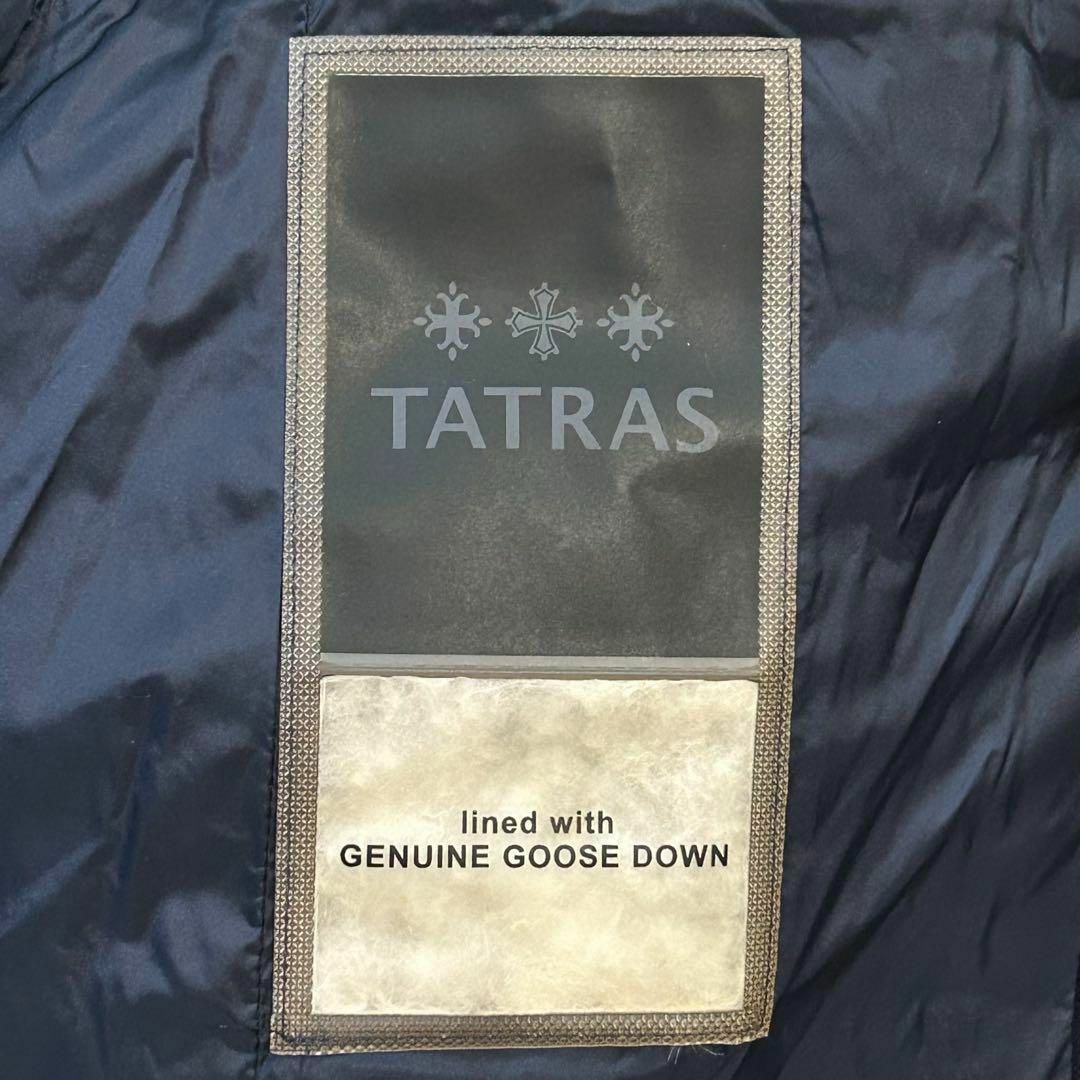 TATRAS
lined with
GENUINE GOOSE DOWN